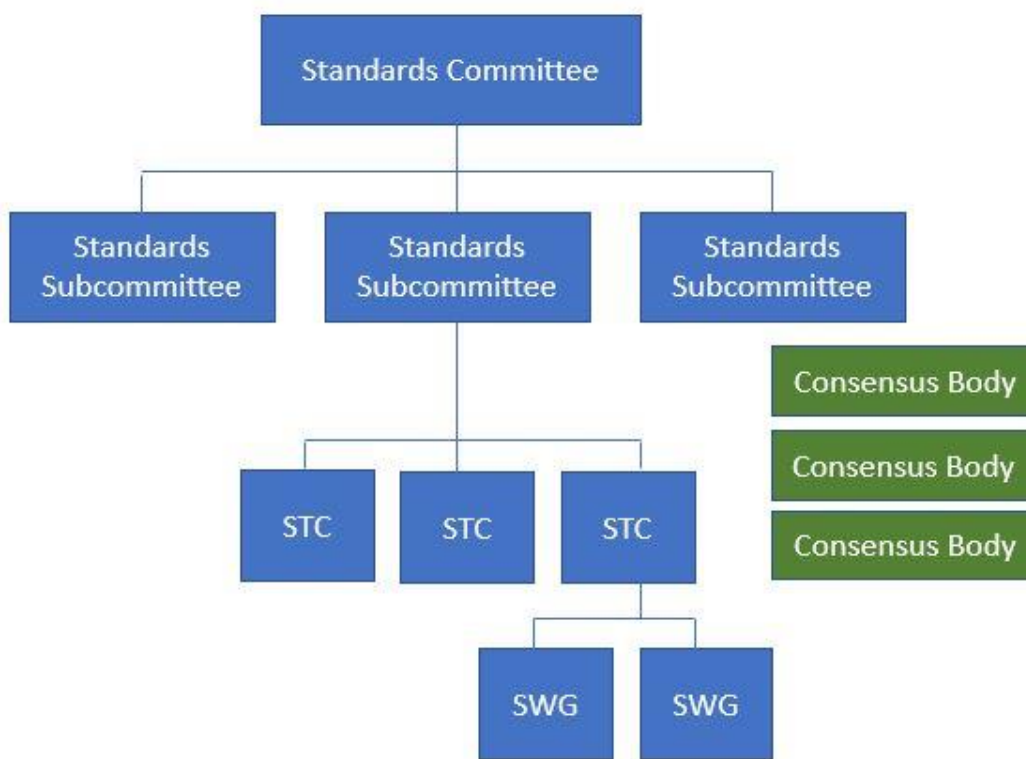 Standards Committee
Standards
Subcommittee
Standards
Subcommittee
Standards
Subcommittee
Consensus Body
Consensus Body
Consensus Body
STC
STC
STC
SWG
SWG